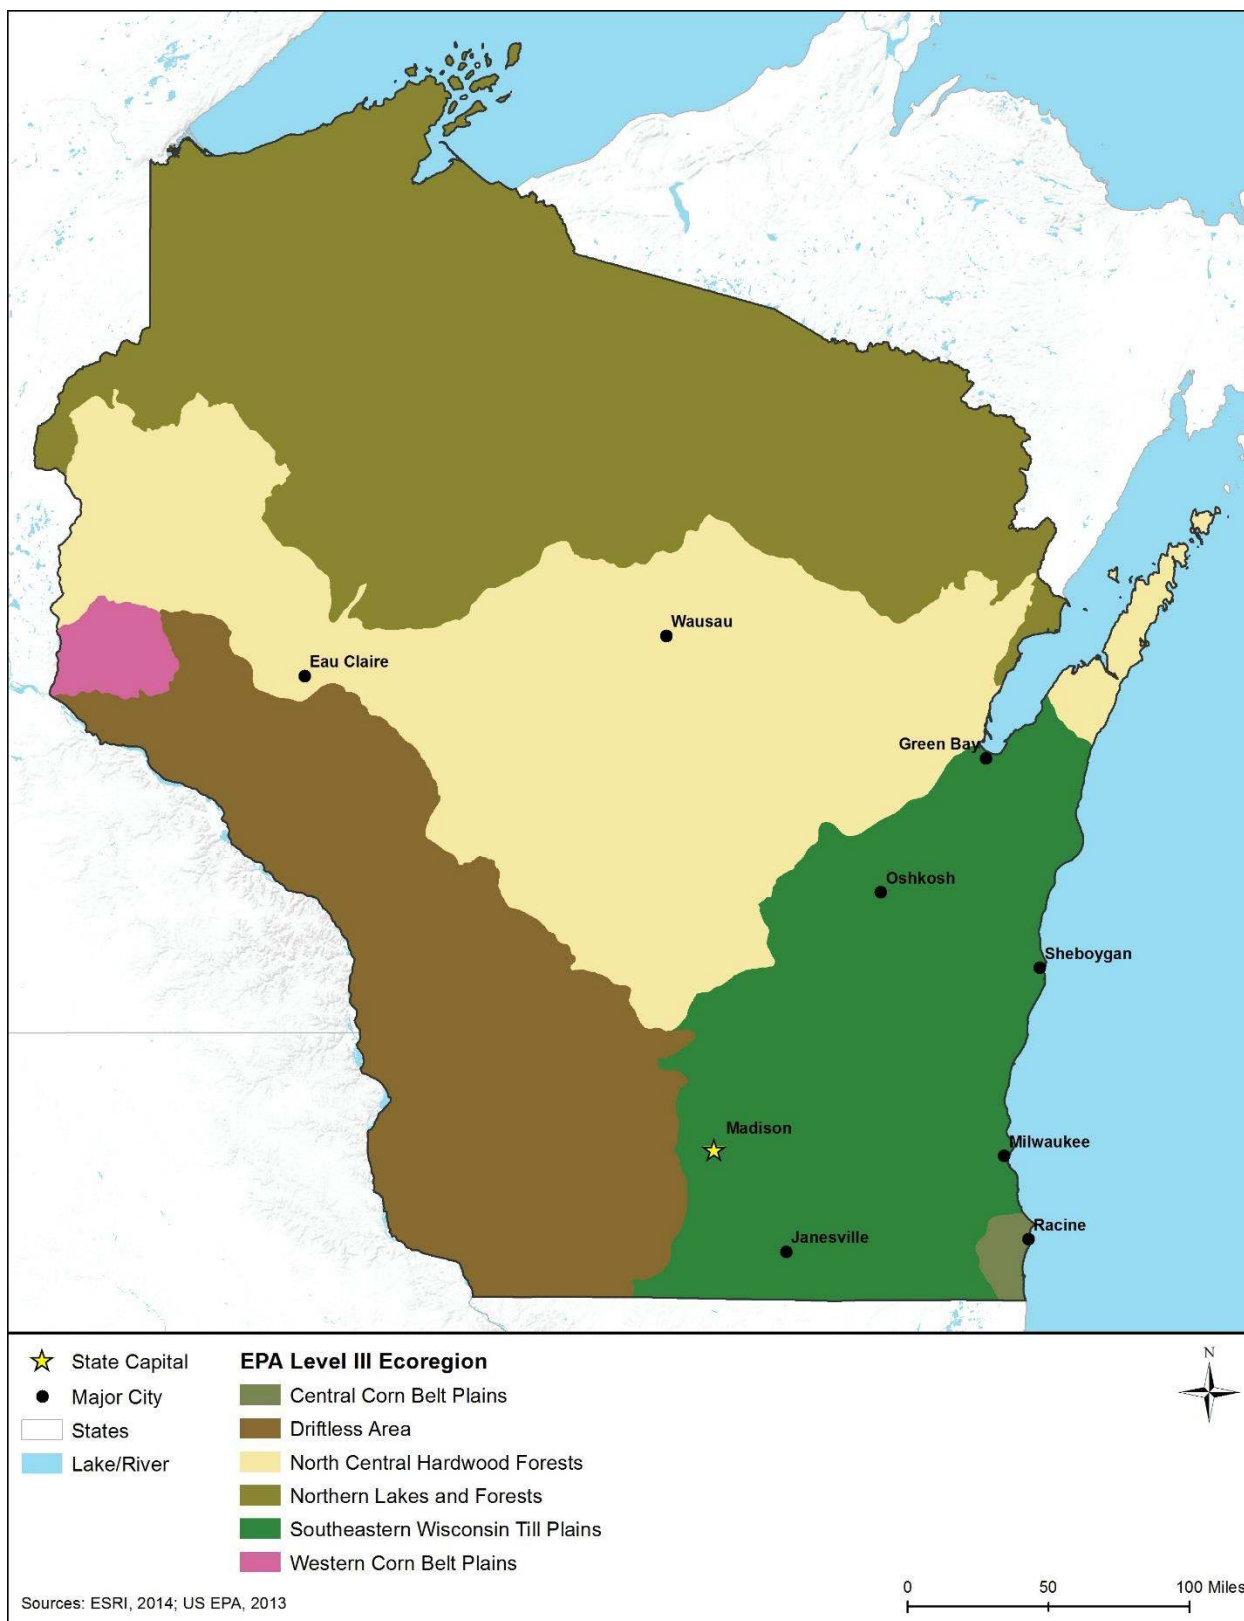 Wausau
Eau Claire
Green Bay
Oshkosh
Sheboygan
Madison
Milwaukee
Racine
Janesville
State Capital
Major City
States
Lake/River
EPA Level III Ecoregion
Central Corn Belt Plains
Driftless Area
North Central Hardwood Forests
Northern Lakes and Forests
Southeastern Wisconsin Till Plains
Western Corn Belt Plains
N
0 50 100 Miles
Sources: ESRI, 2014; US EPA, 2013